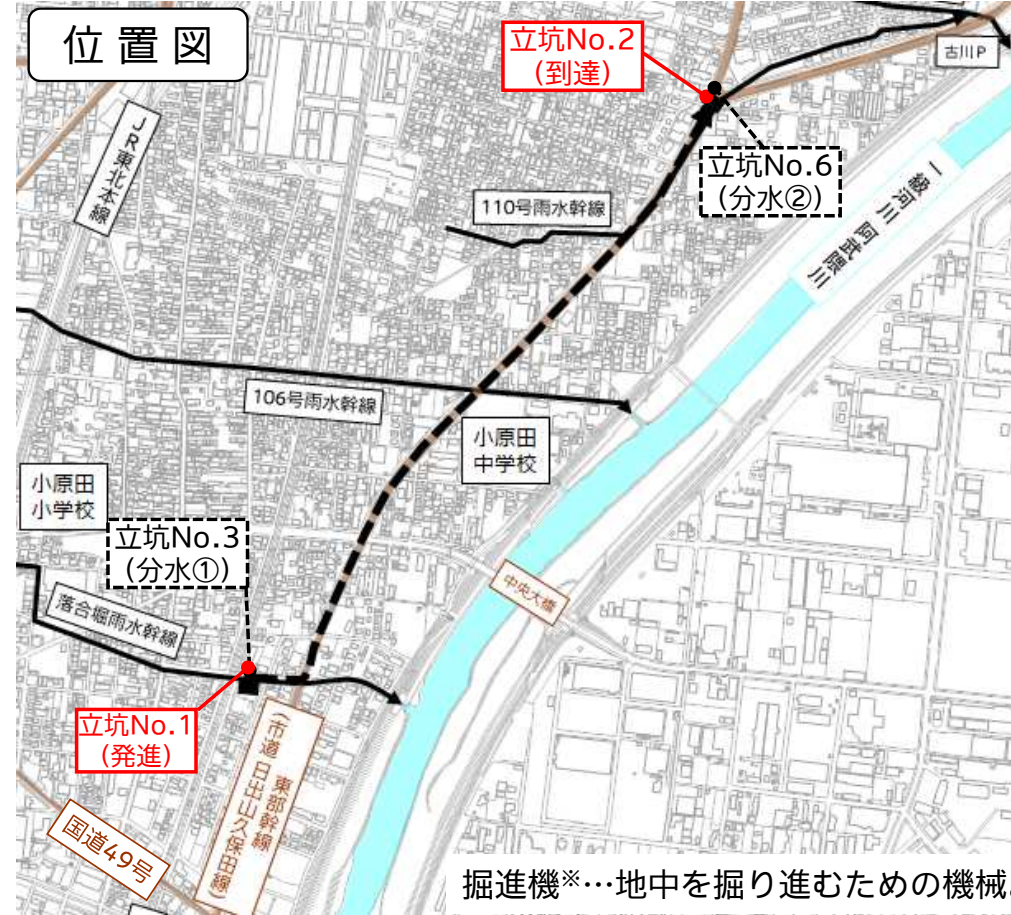 位置図
立坑No.2
（到達）
古川P
JR東北本線
立坑No.6
（分水②）
一級河川 阿武隈川
110号雨水幹線
106号雨水幹線
小原田
中学校
小原田
小学校
立坑No.3
（分水①）
中央大橋
落合堀雨水幹線
立坑No.1
（発進）
東部幹線
（市道 日出山久保田線）
国道49号
掘進機※…地中を掘り進むための機械。